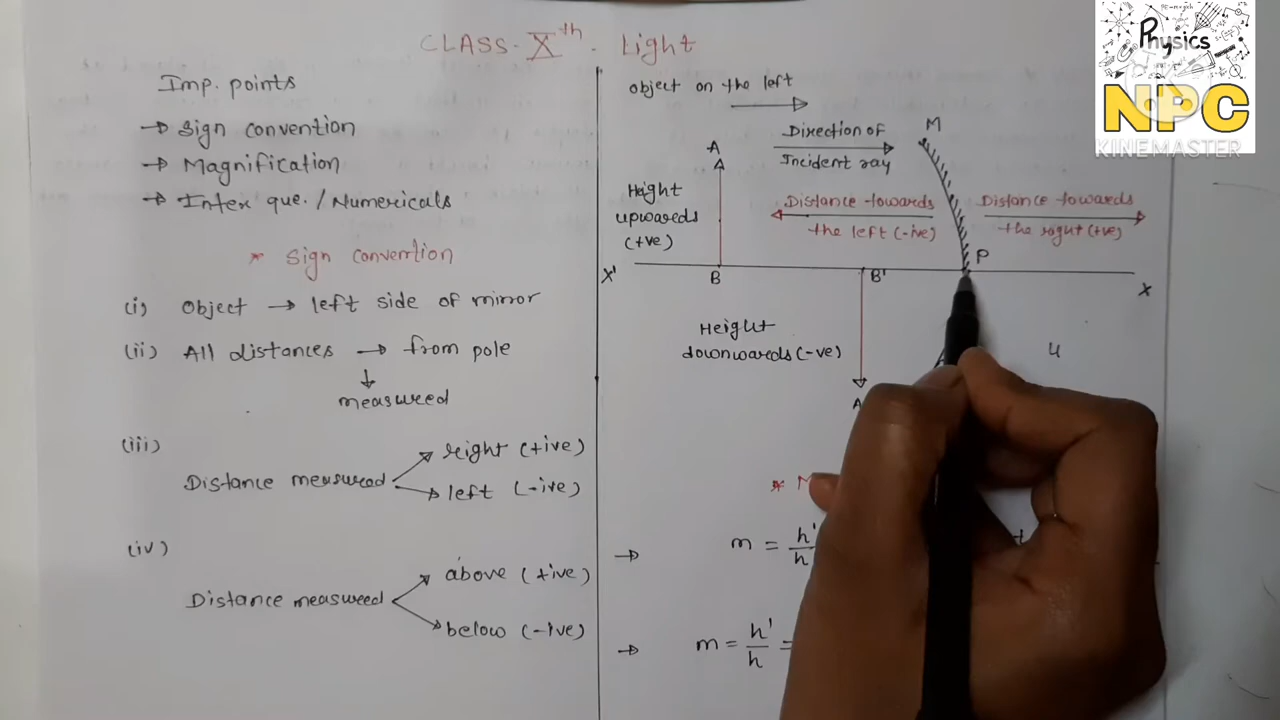 CLASS - Xth - Light
Imp. points
→ Sign convention
→ Magnification
→ Intex que. / Numericals
* Sign convention
(i) Object → left side of mirror
(ii) All distances → from pole
↓
measured
(iii)
Distance measured
right (+ive)
left (-ive)
(iv)
Distance measured
above (+ive)
below (-ive)
object on the left
Direction of
Incident ray
M
A
Height
upwards
(+ve)
Distance towards
the left (-ive)
Distance towards
the right (+ve)
X'
B
B'
P
X
Height
downwards (-ve)
A
u
* M
→ m = h'/h
→ m = h'/h =
Physics
NPC
KINEMASTER